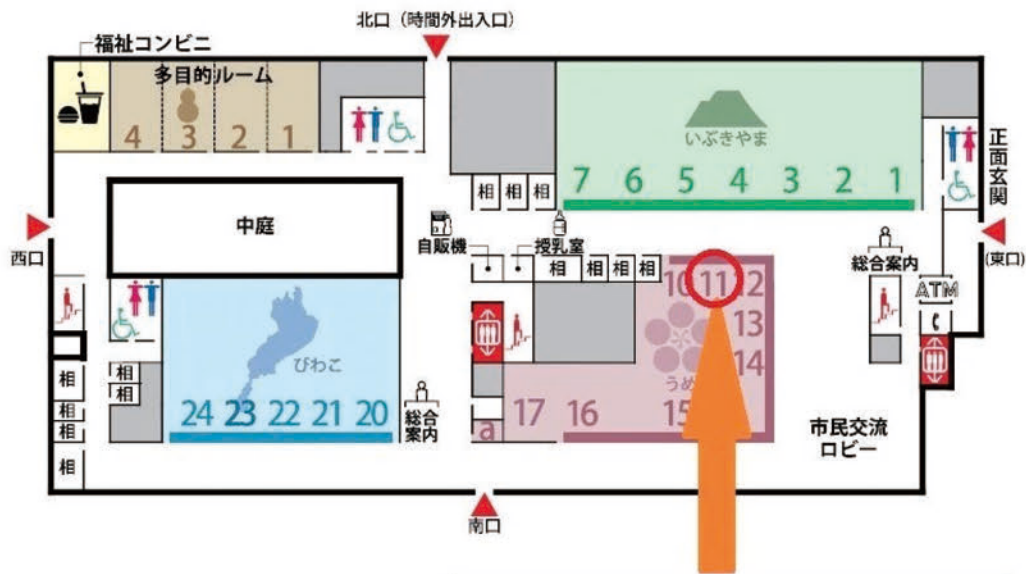 北口（時間外出入口）
福祉コンビニ
多目的ルーム
4 3 2 1
いぶきやま
7 6 5 4 3 2 1
相 相 相
正面玄関
(東口)
西口
中庭
自販機
授乳室
相 相 相 相
総合案内
ATM
10 11 12
13
14
うめ
15
16
17
a
びわこ
24 23 22 21 20
総合
案内
相
相
相
相
相
相
市民交流
ロビー
南口